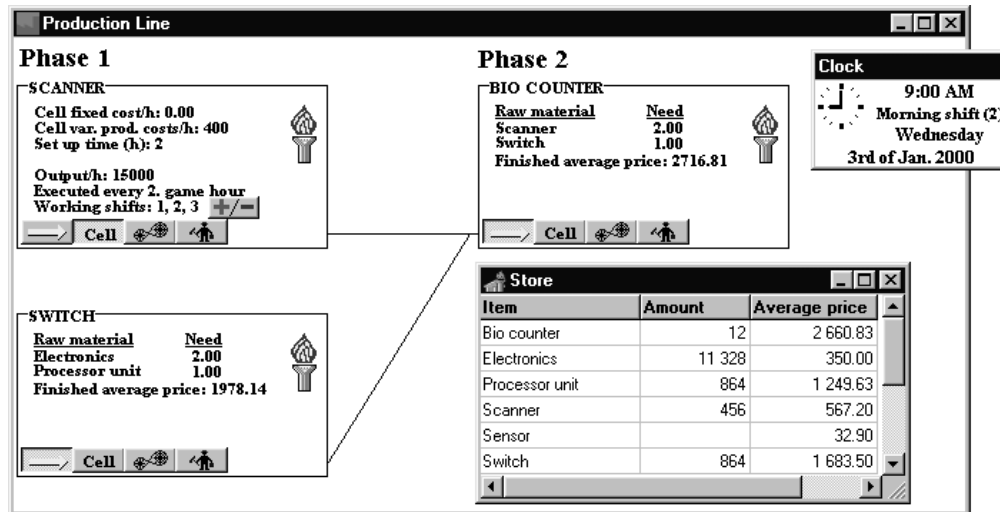 Production Line
Phase 1
SCANNER
Cell fixed cost/h: 0.00
Cell var. prod. costs/h: 400
Set up time (h): 2
Output/h: 15000
Executed every 2. game hour
Working shifts: 1, 2, 3 +/-
Cell
SWITCH
Raw material Need
Electronics 2.00
Processor unit 1.00
Finished average price: 1978.14
Cell
Phase 2
BIO COUNTER
Raw material Need
Scanner 2.00
Switch 1.00
Finished average price: 2716.81
Cell
Clock
9:00 AM
Morning shift (2)
Wednesday
3rd of Jan. 2000
Store
Item Amount Average price
Bio counter 12 2 660.83
Electronics 11 328 350.00
Processor unit 864 1 249.63
Scanner 456 567.20
Sensor 32.90
Switch 864 1 683.50